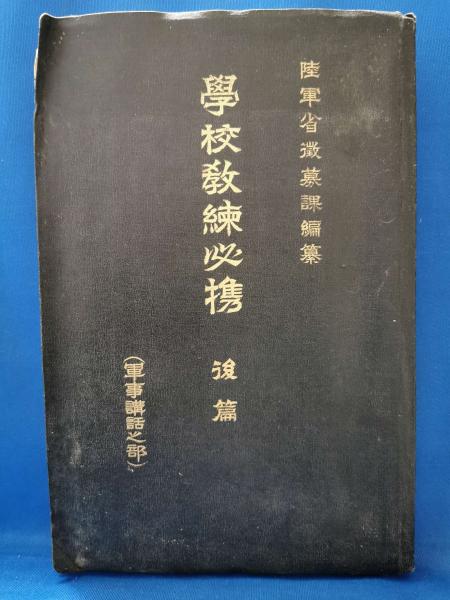 陸軍省徵募課編纂
學校教練必携
後篇
（軍事講話之部）